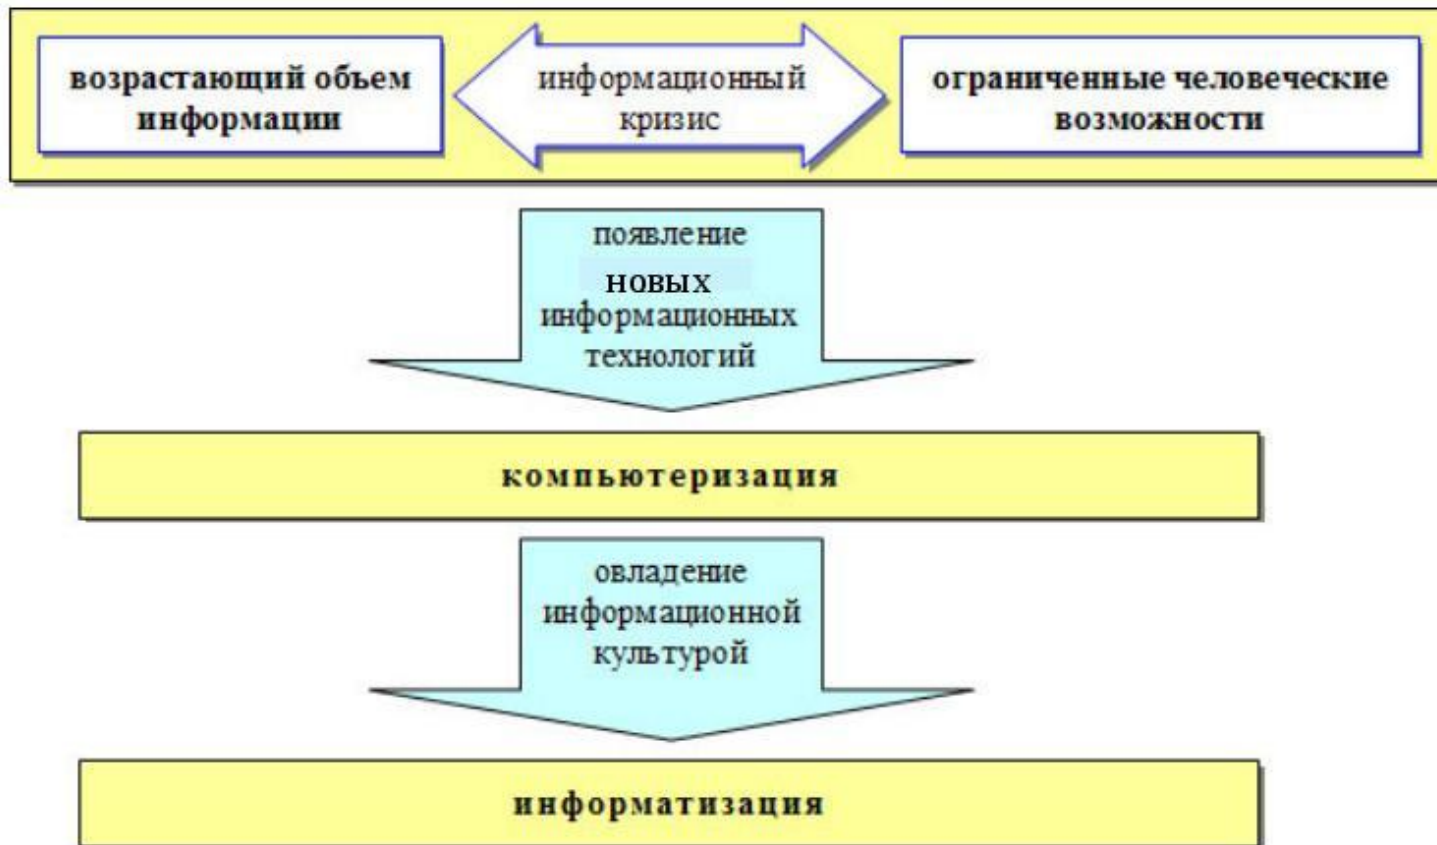 возрастающий объем
информации
информационный
кризис
ограниченные человеческие
возможности
появление
новых
информационных
технологий
компьютеризация
овладение
информационной
культурой
информатизация